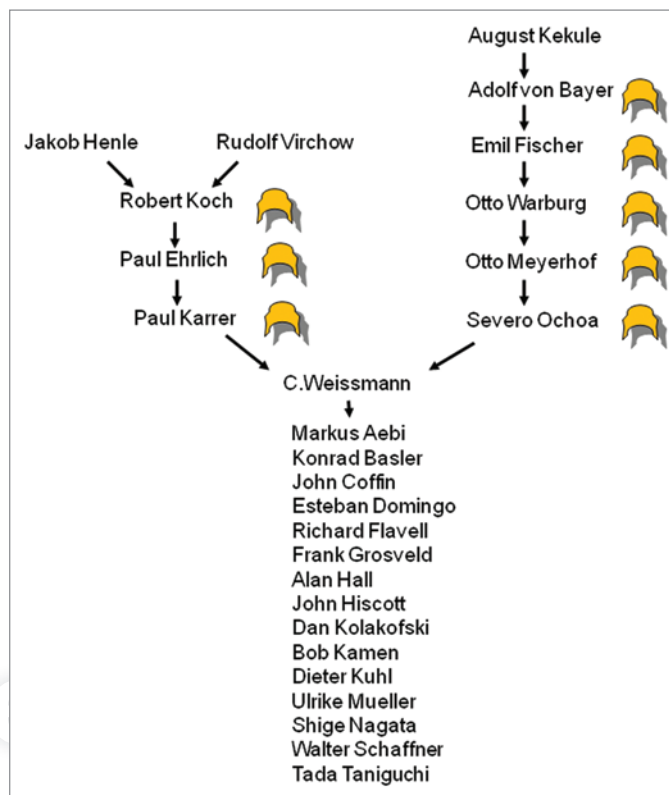 August Kekule
Adolf von Bayer
Jakob Henle
Rudolf Virchow
Emil Fischer
Robert Koch
Otto Warburg
Paul Ehrlich
Otto Meyerhof
Paul Karrer
Severo Ochoa
C.Weissmann
Markus Aebi
Konrad Basler
John Coffin
Esteban Domingo
Richard Flavell
Frank Grosveld
Alan Hall
John Hiscott
Dan Kolakofski
Bob Kamen
Dieter Kuhl
Ulrike Mueller
Shige Nagata
Walter Schaffner
Tada Taniguchi